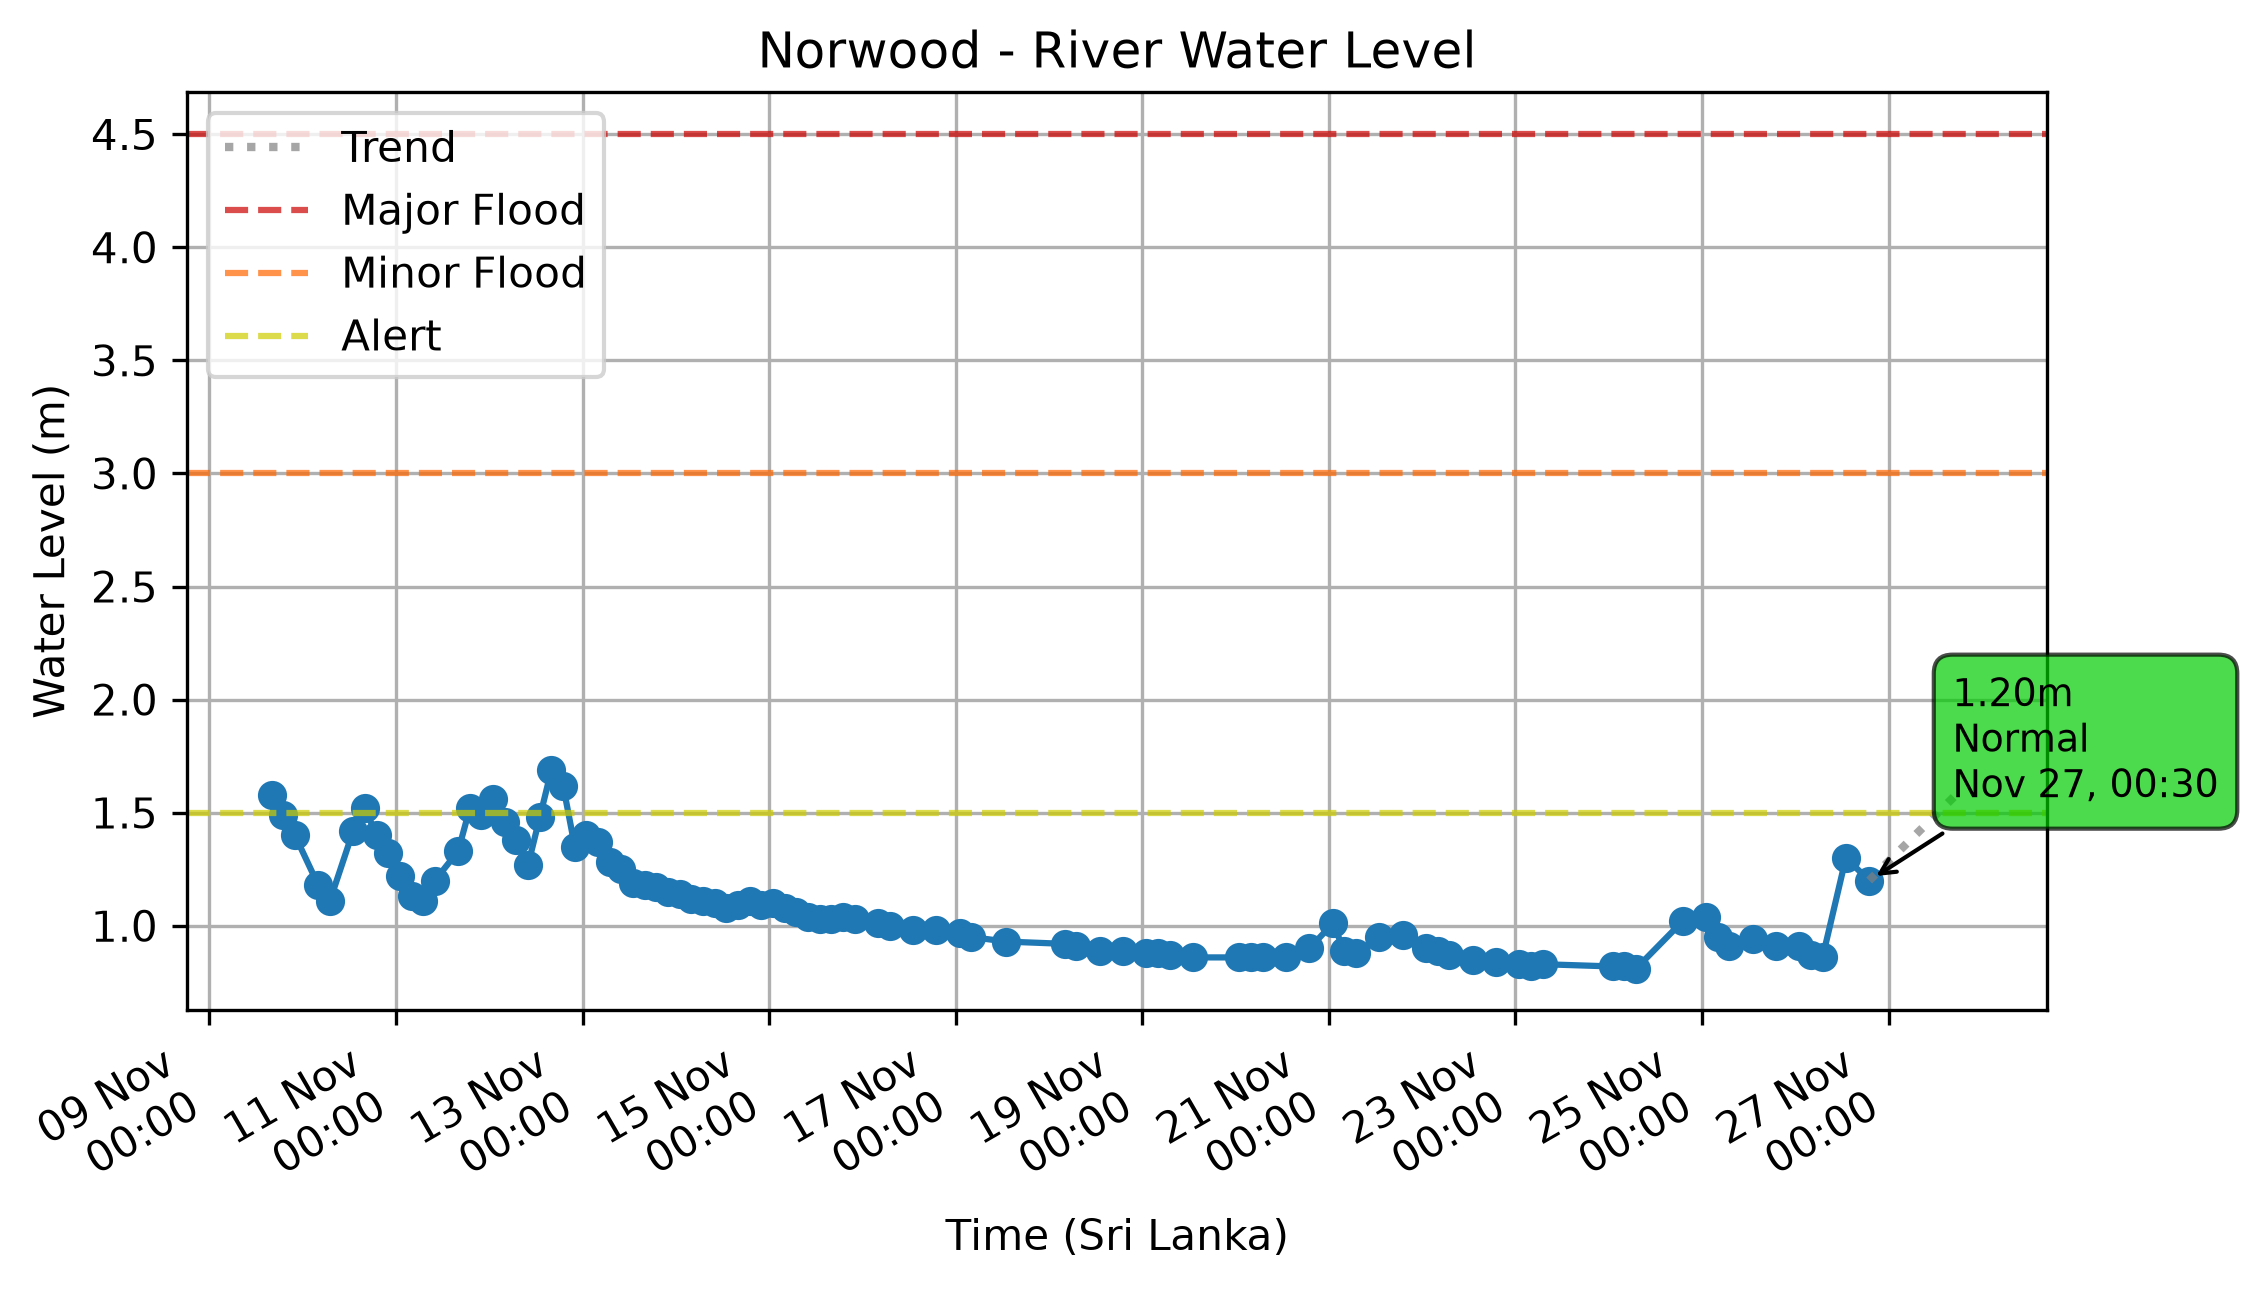 Norwood - River Water Level
Trend
Major Flood
Minor Flood
Alert
4.5
4.0
3.5
3.0
2.5
2.0
1.5
1.0
Water Level (m)
1.20m
Normal
Nov 27, 00:30
09 Nov
00:00
11 Nov
00:00
13 Nov
00:00
15 Nov
00:00
17 Nov
00:00
19 Nov
00:00
21 Nov
00:00
23 Nov
00:00
25 Nov
00:00
27 Nov
00:00
Time (Sri Lanka)